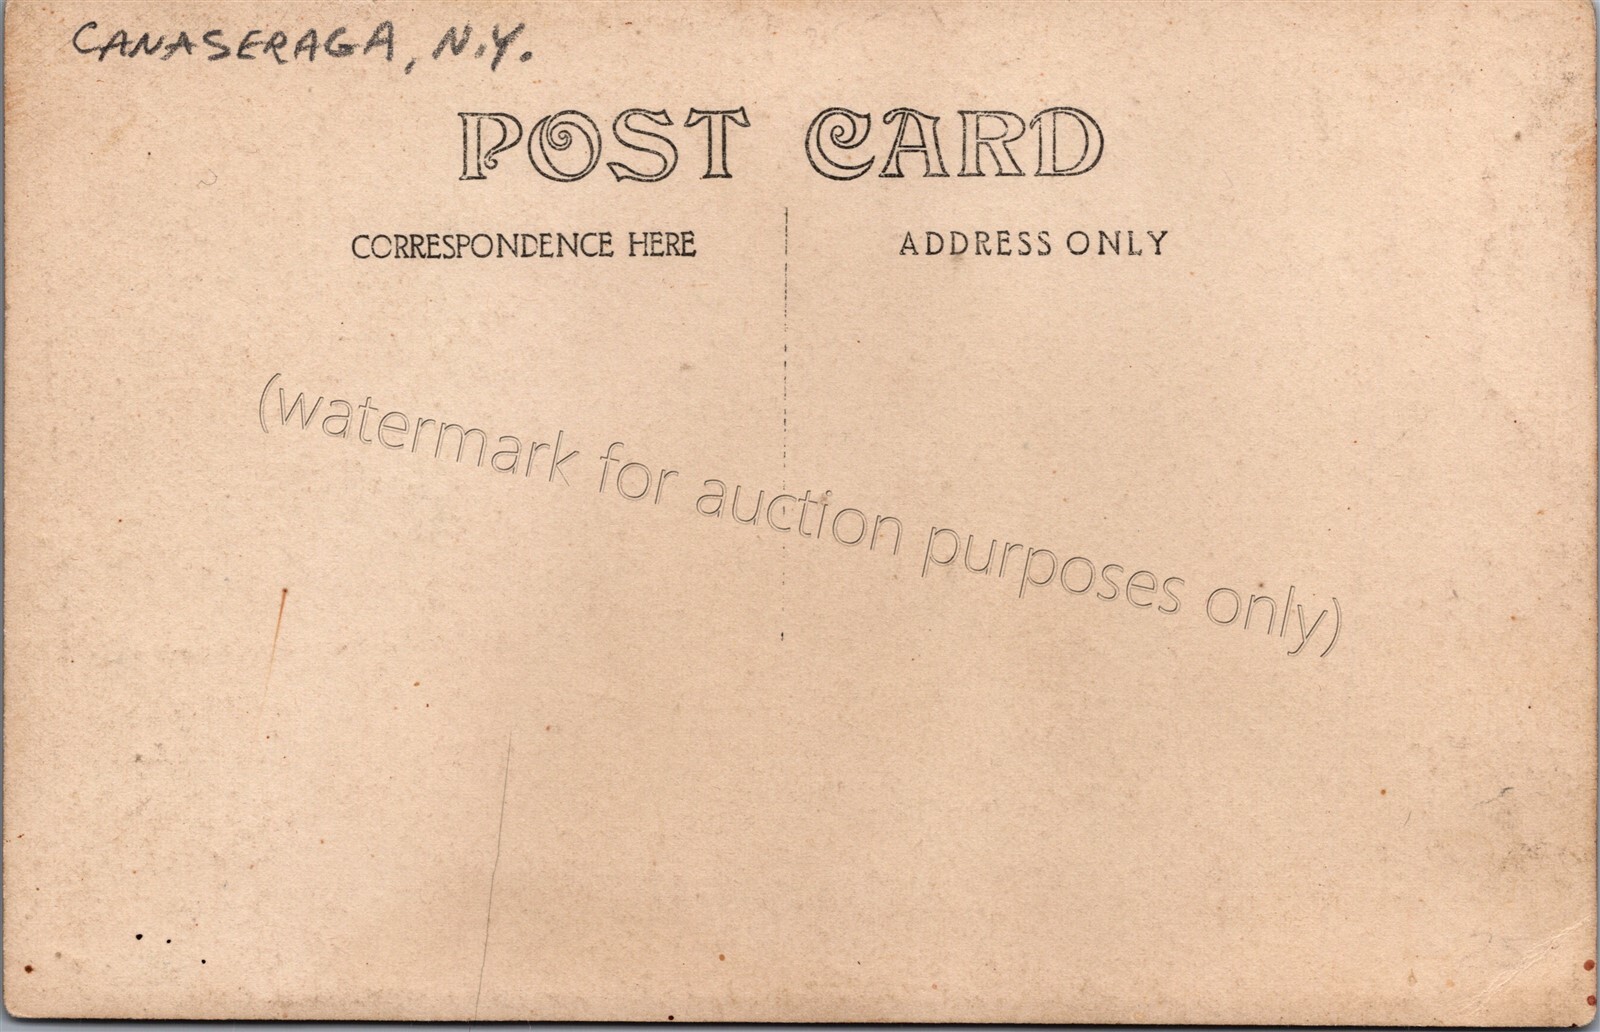 CANASERAGA, N.Y.
POST CARD
CORRESPONDENCE HERE
ADDRESS ONLY
(watermark for auction purposes only)